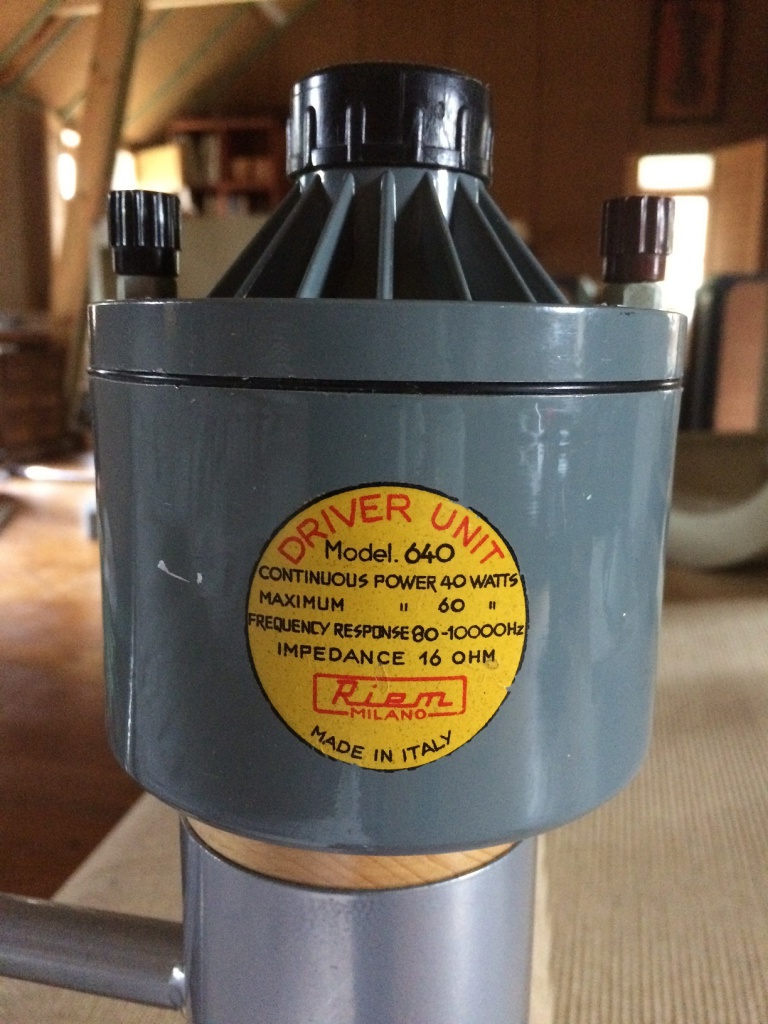 DRIVER UNIT
Model. 640
CONTINUOUS POWER 40 WATTS
MAXIMUM " 60 "
FREQUENCY RESPONSE 80-10000Hz
IMPEDANCE 16 OHM
Riem
MILANO
MADE IN ITALY